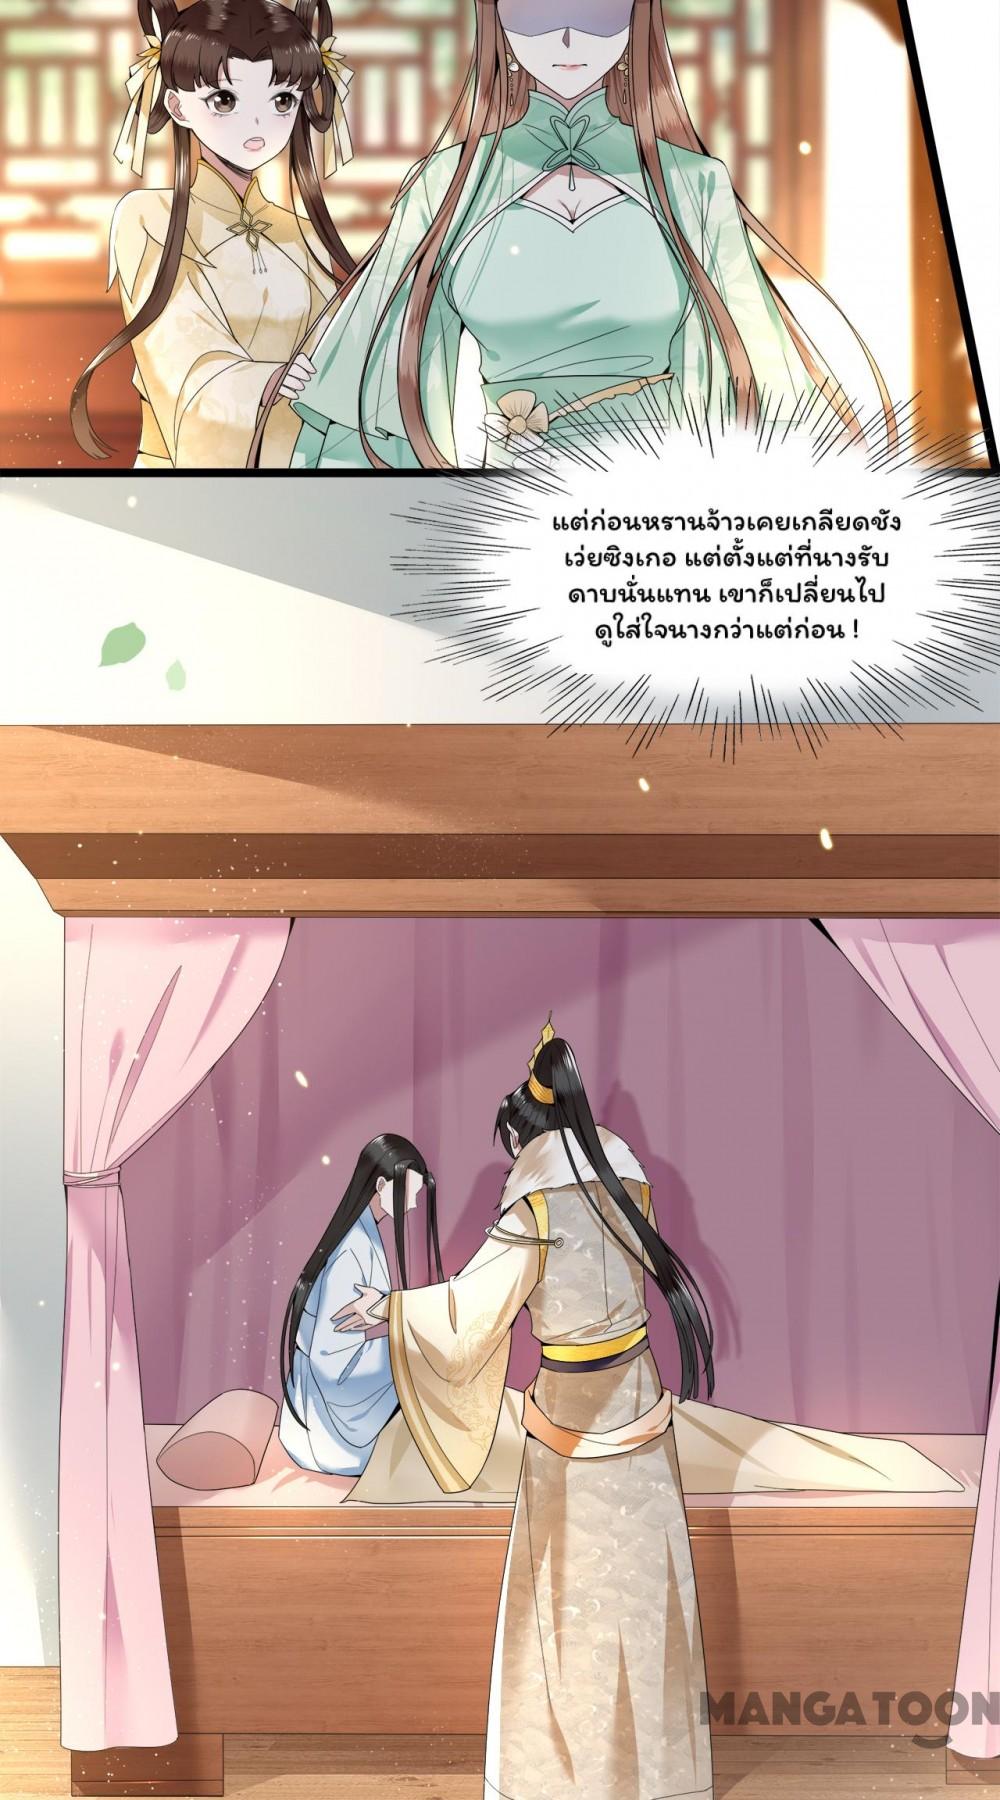 แต่ก่อนหรานจ้าวเคยเกลียดชัง
เว่ยซิงเกอ แต่ตั้งแต่ที่นางรับ
ดาบนั่นแทน เขาก็เปลี่ยนไป
ดูใส่ใจนางกว่าแต่ก่อน !
MANGATOON